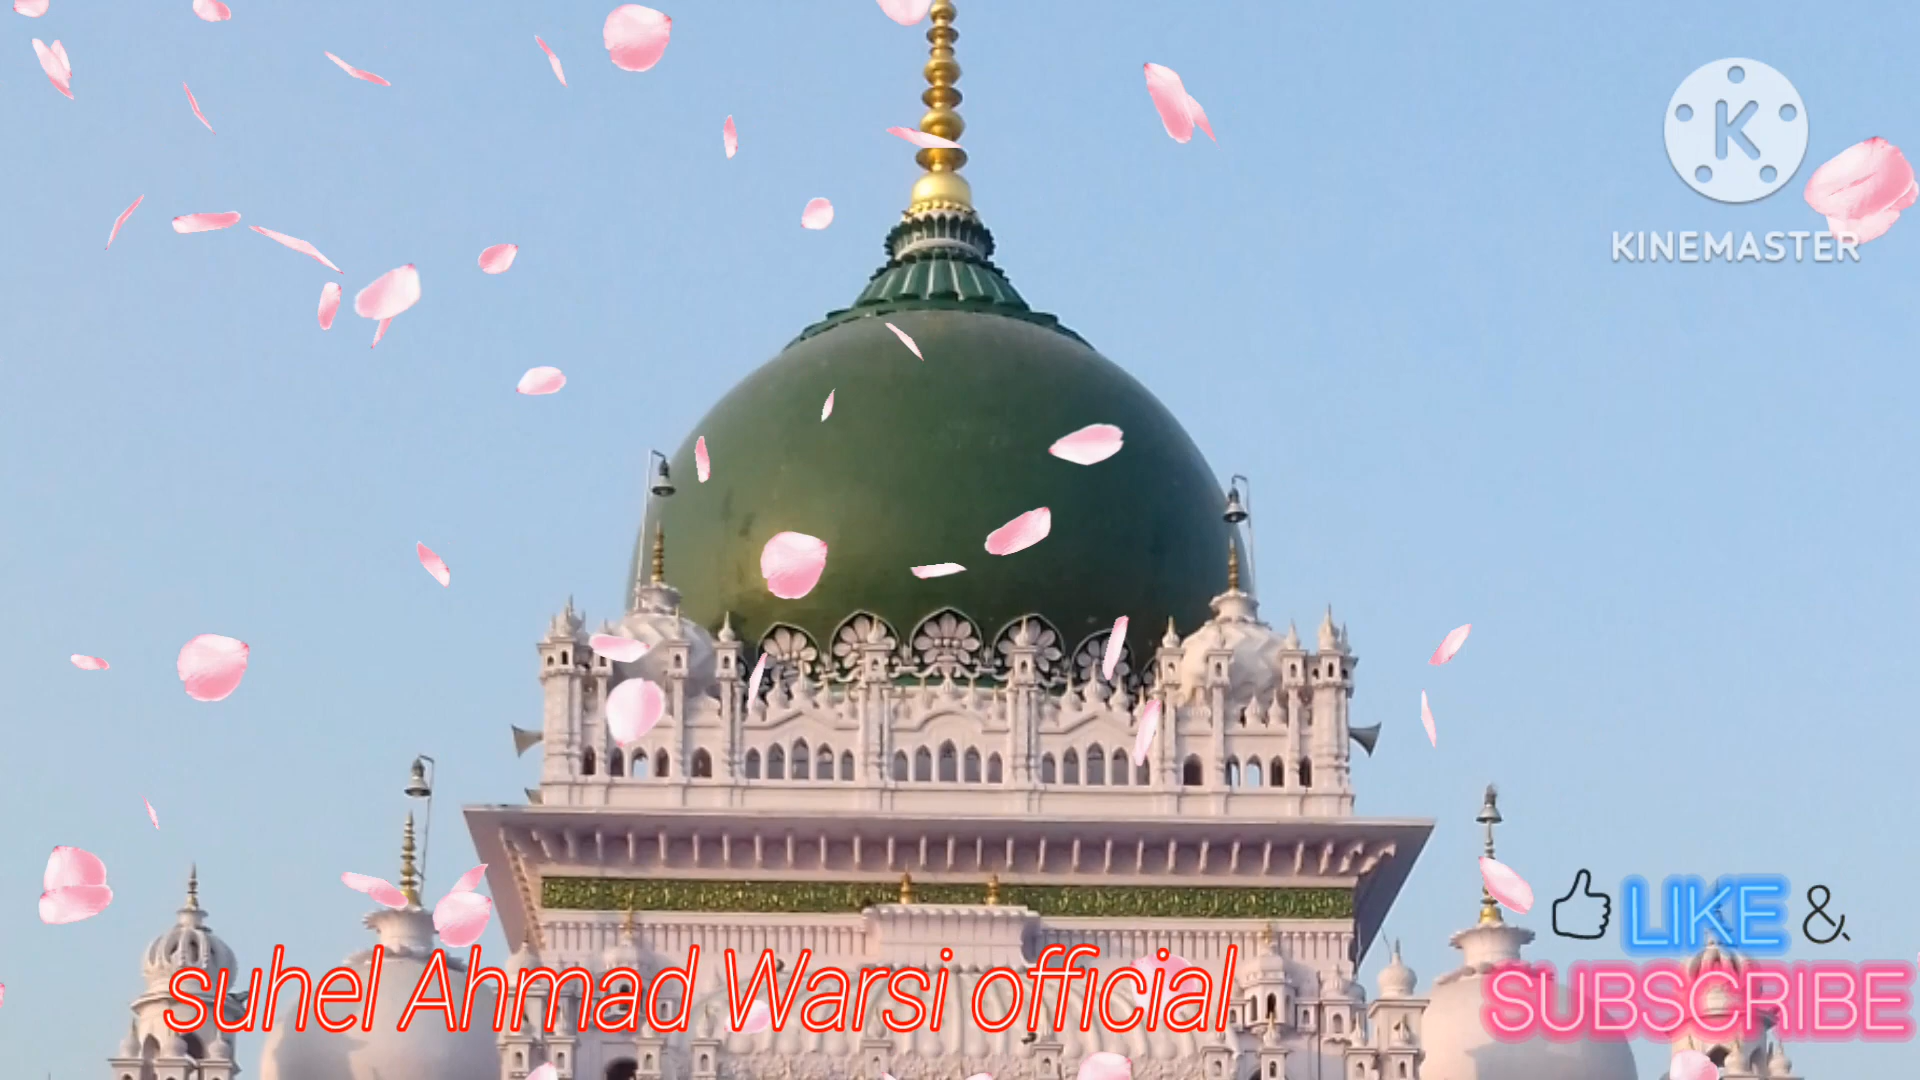 K
KINEMASTER
LIKE &
SUBSCRIBE
suhel Ahmad Warsi official